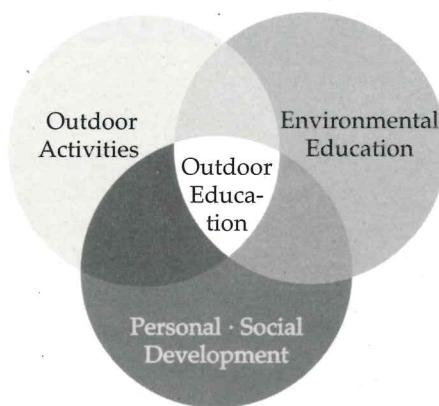 Outdoor
Activities
Environmental
Education
Outdoor
Educa-
tion
Personal · Social
Development